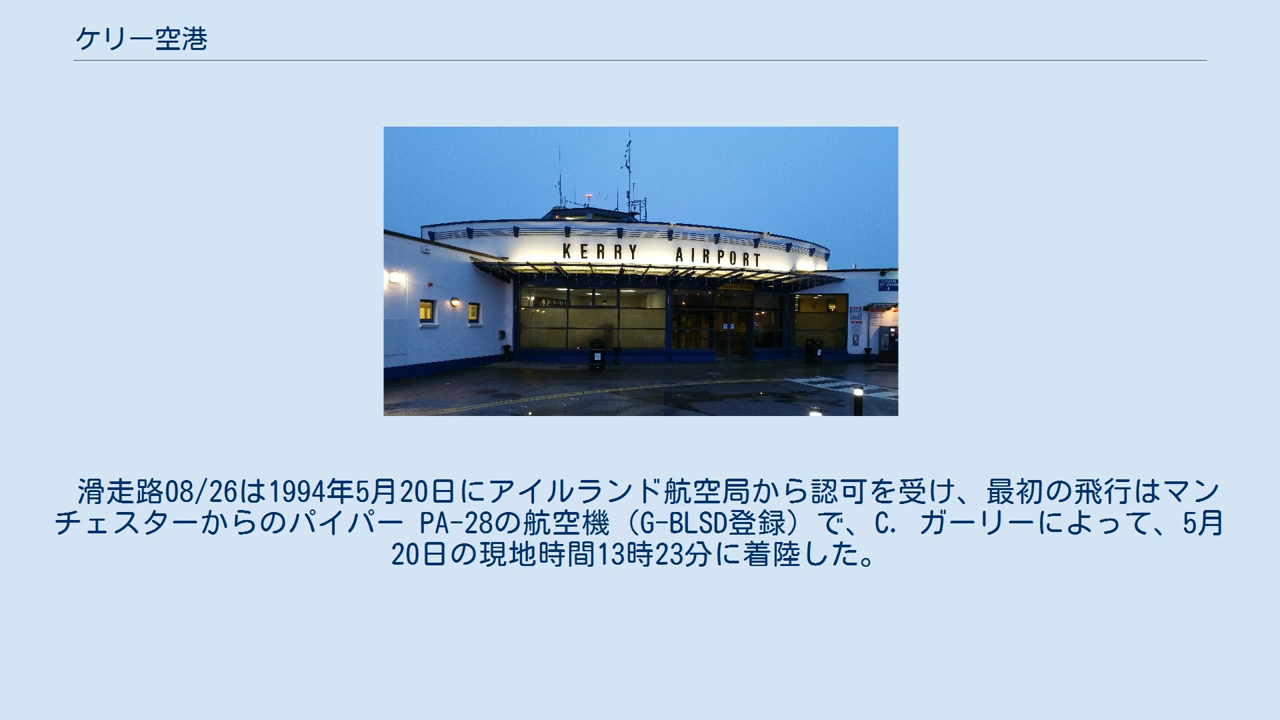 ケリー空港
KERRY AIRPORT
滑走路08/26は1994年5月20日にアイルランド航空局から認可を受け、最初の飛行はマン
チェスターからのパイパー PA-28の航空機（G-BLSD登録）で、C. ガーリーによって、5月
20日の現地時間13時23分に着陸した。